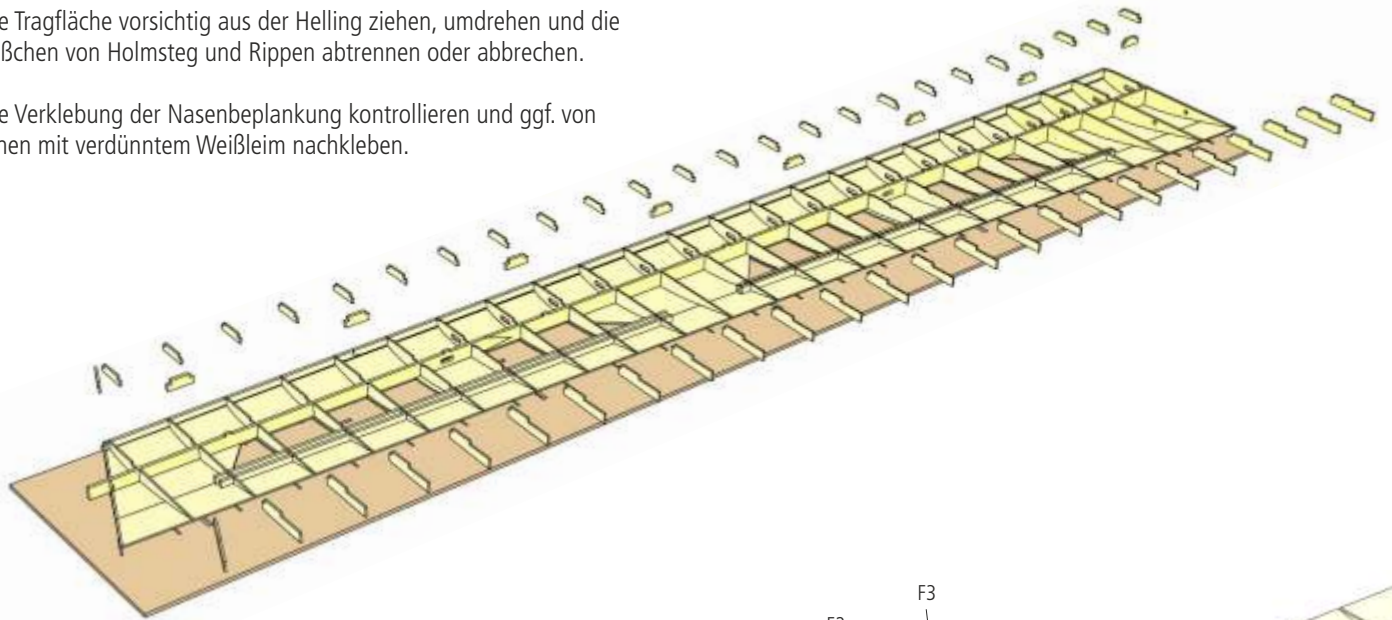 e Tragfläche vorsichtig aus der Helling ziehen, umdrehen und die
ßchen von Holmsteg und Rippen abtrennen oder abbrechen.
e Verklebung der Nasenbeplankung kontrollieren und ggf. von
nen mit verdünntem Weißleim nachkleben.
F3